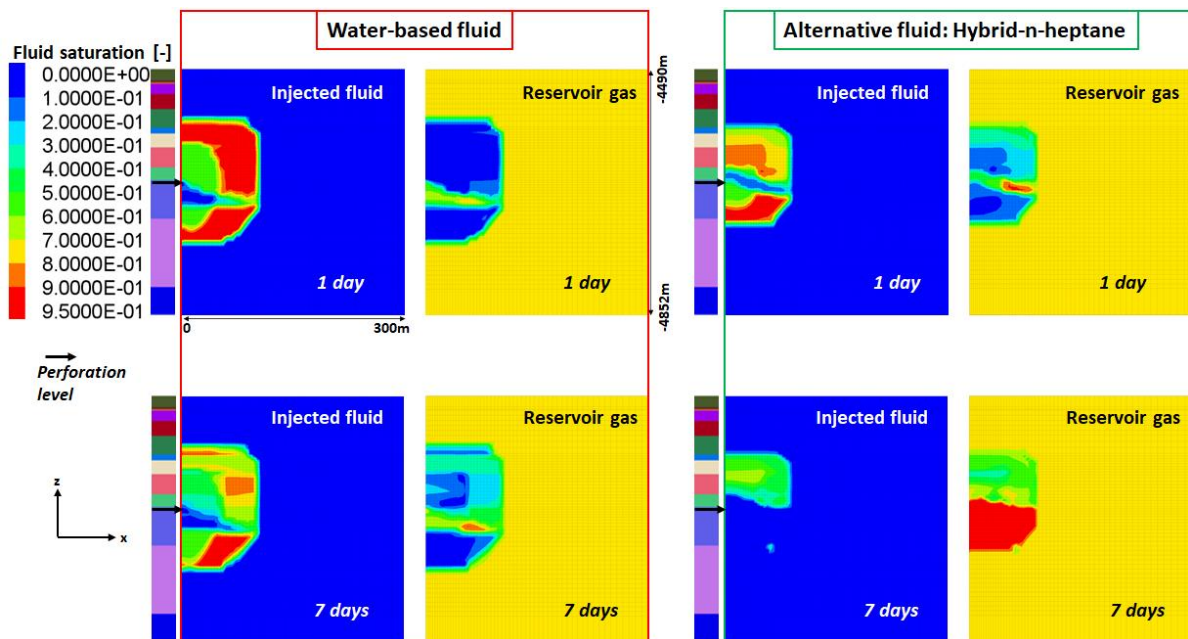 Water-based fluid
Alternative fluid: Hybrid-n-heptane
Fluid saturation [-]
0.0000E+00
1.0000E-01
2.0000E-01
3.0000E-01
4.0000E-01
5.0000E-01
6.0000E-01
7.0000E-01
8.0000E-01
9.0000E-01
9.5000E-01
Injected fluid
Reservoir gas
-4490m
Injected fluid
Reservoir gas
1 day
1 day
-4852m
1 day
1 day
0
300m
Perforation
level
Injected fluid
Reservoir gas
Injected fluid
Reservoir gas
z
x
7 days
7 days
7 days
7 days